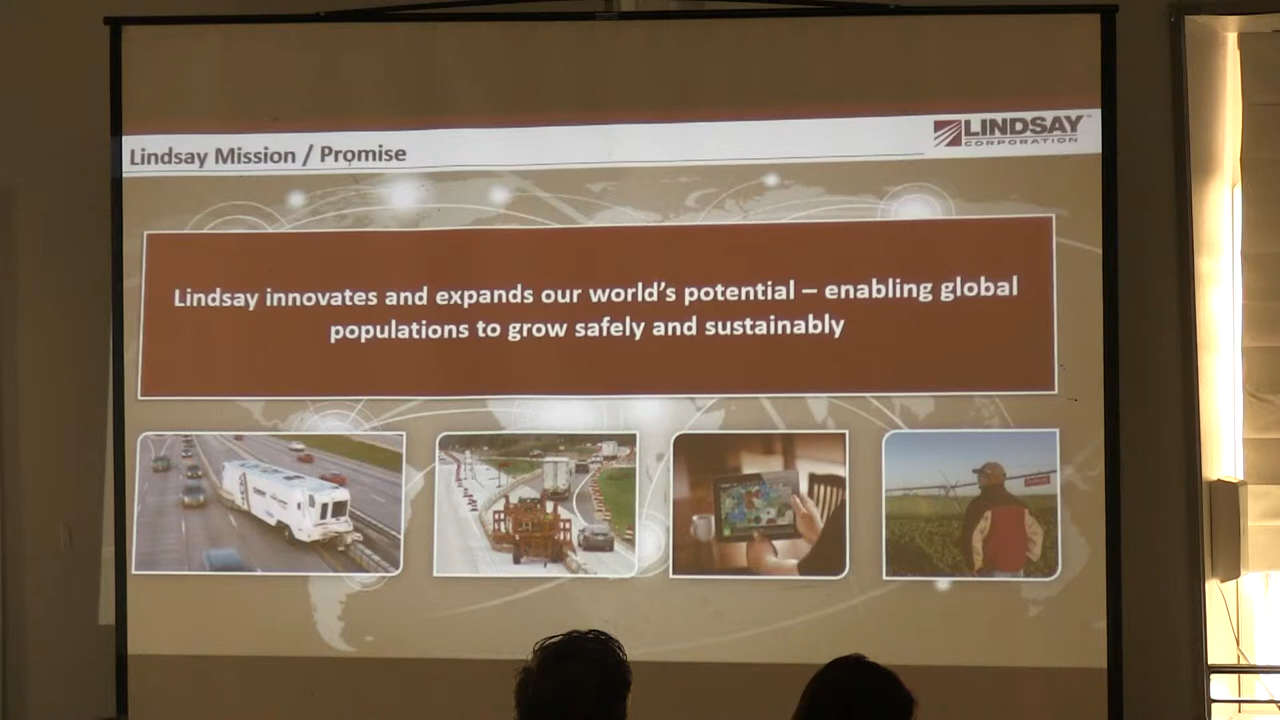 Lindsay Mission / Promise
LINDSAY
CORPORATION
Lindsay innovates and expands our world's potential – enabling global
populations to grow safely and sustainably